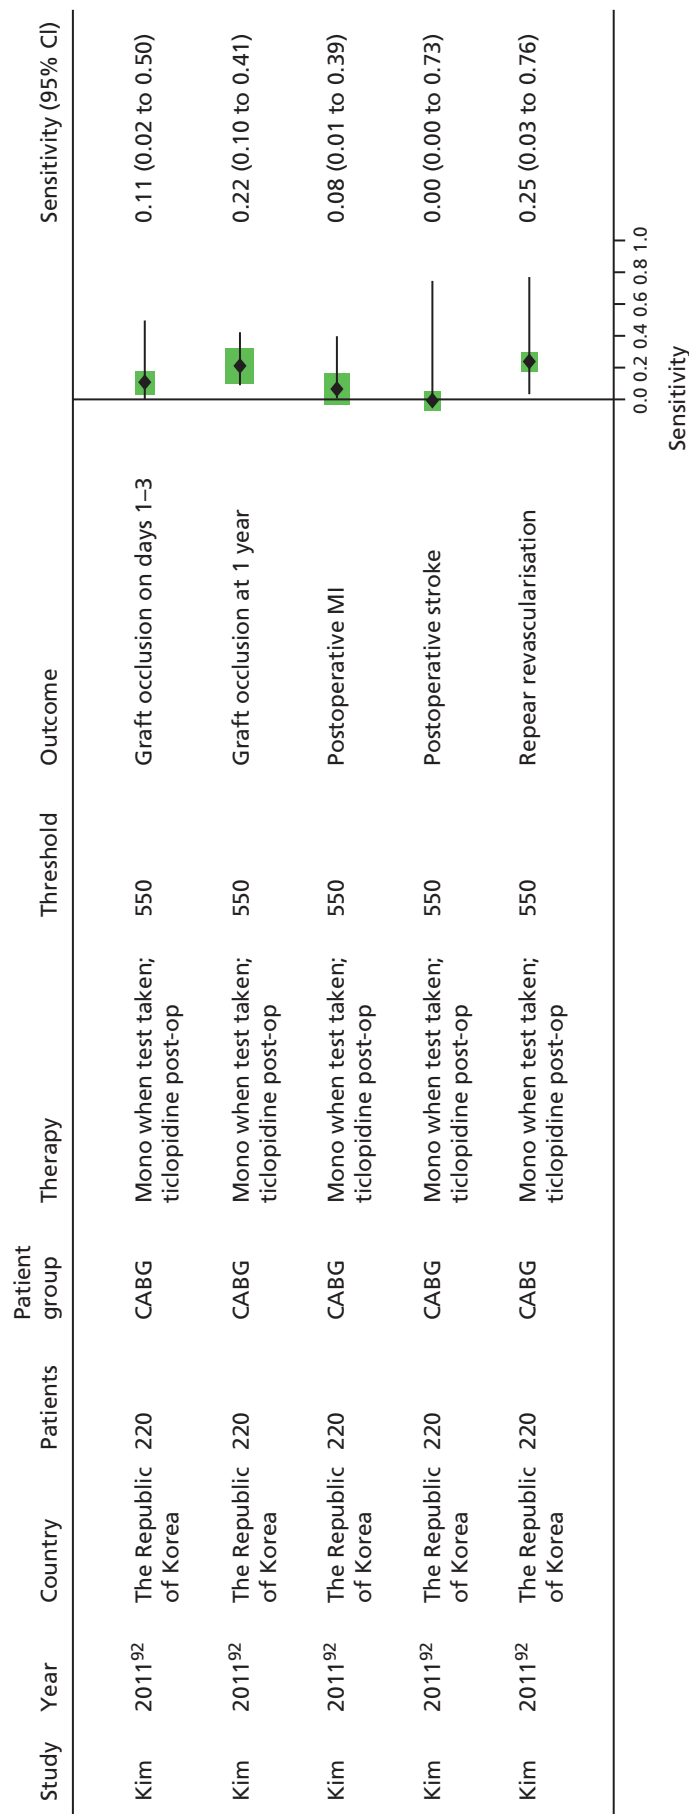 Study Year Country Patients Patient group Therapy Threshold Outcome Sensitivity (95% CI)
Kim 2011⁹² The Republic of Korea 220 CABG Mono when test taken; ticlopidine post-op 550 Graft occlusion on days 1–3 0.11 (0.02 to 0.50)
Kim 2011⁹² The Republic of Korea 220 CABG Mono when test taken; ticlopidine post-op 550 Graft occlusion at 1 year 0.22 (0.10 to 0.41)
Kim 2011⁹² The Republic of Korea 220 CABG Mono when test taken; ticlopidine post-op 550 Postoperative MI 0.08 (0.01 to 0.39)
Kim 2011⁹² The Republic of Korea 220 CABG Mono when test taken; ticlopidine post-op 550 Postoperative stroke 0.00 (0.00 to 0.73)
Kim 2011⁹² The Republic of Korea 220 CABG Mono when test taken; ticlopidine post-op 550 Repear revascularisation 0.25 (0.03 to 0.76)
0.0 0.2 0.4 0.6 0.8 1.0
Sensitivity